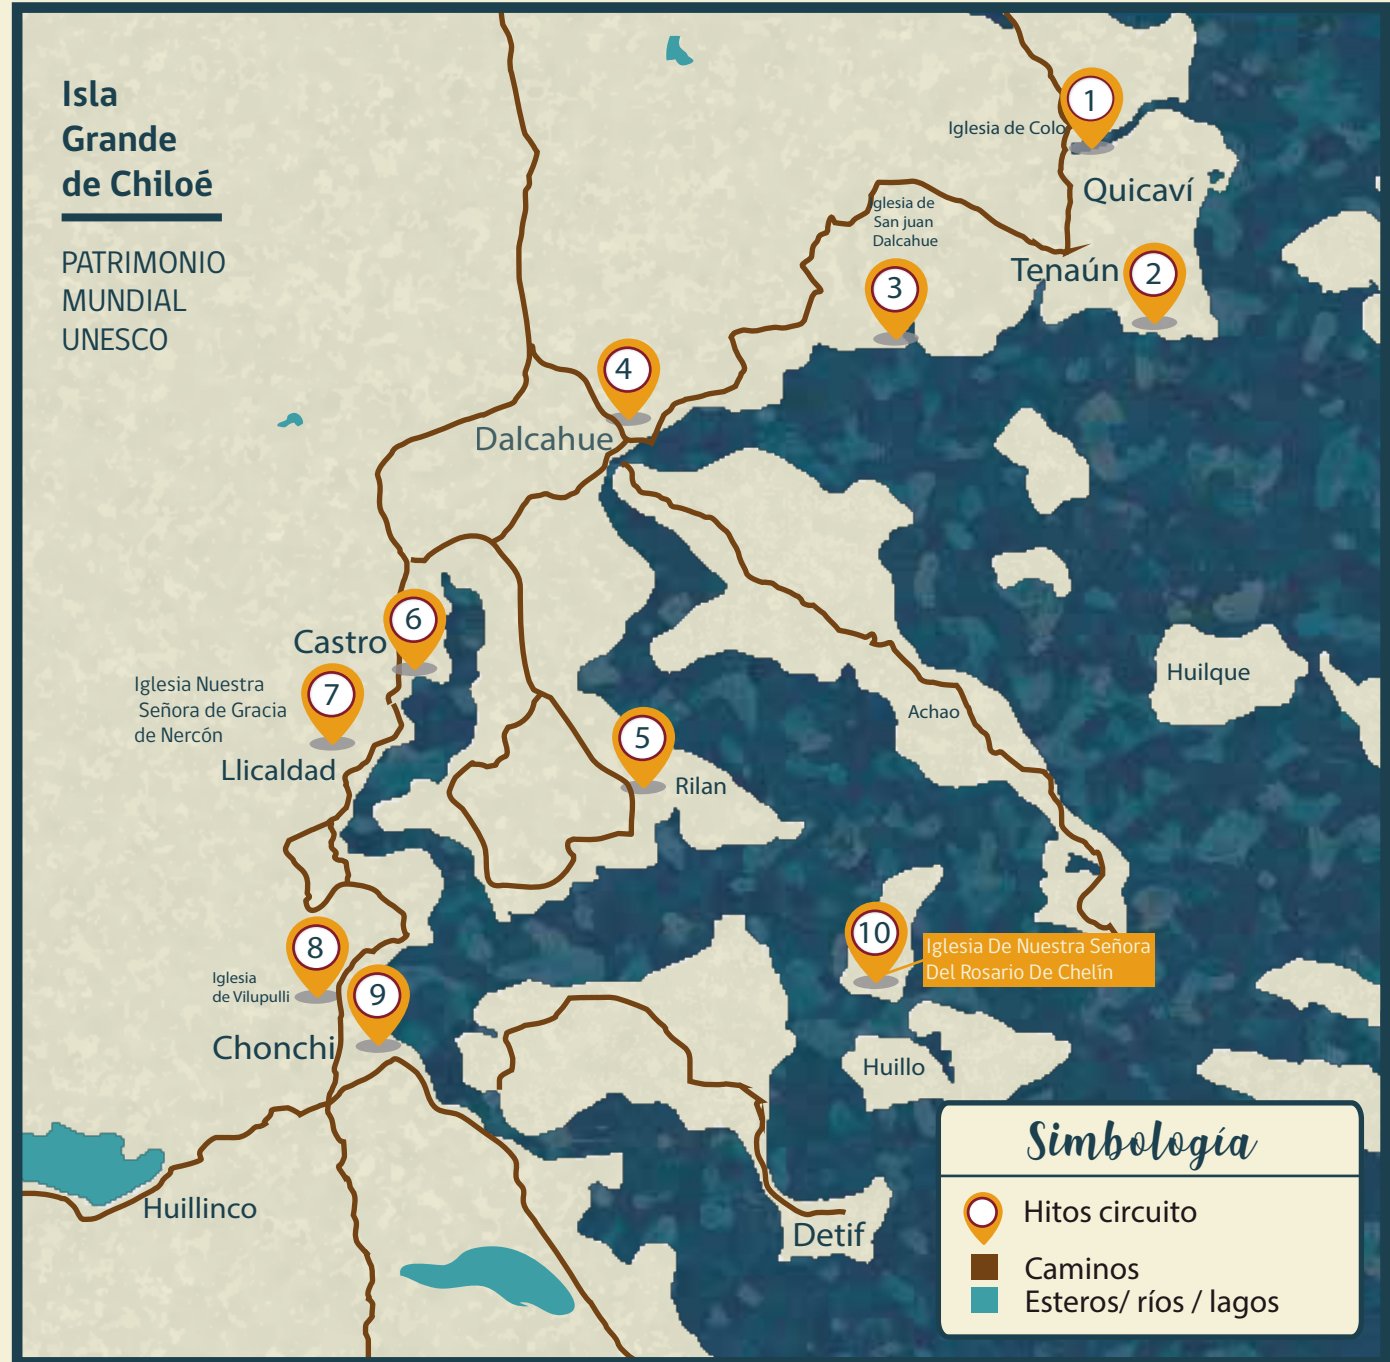 Isla
Grande
de Chiloé
PATRIMONIO
MUNDIAL
UNESCO
1
Iglesia de Colo
Quicaví
glesia de
San juan
Dalcahue
Tenaún
2
3
4
Dalcahue
6
Castro
Iglesia Nuestra
Señora de Gracia
de Nercón
7
Llicaldad
5
Rilan
Achao
Huilque
8
Iglesia
de Vilupulli
9
Chonchi
10
Iglesia De Nuestra Señora
Del Rosario De Chelín
Huillo
Huillinco
Detif
Simbología
Hitos circuito
Caminos
Esteros/ ríos / lagos